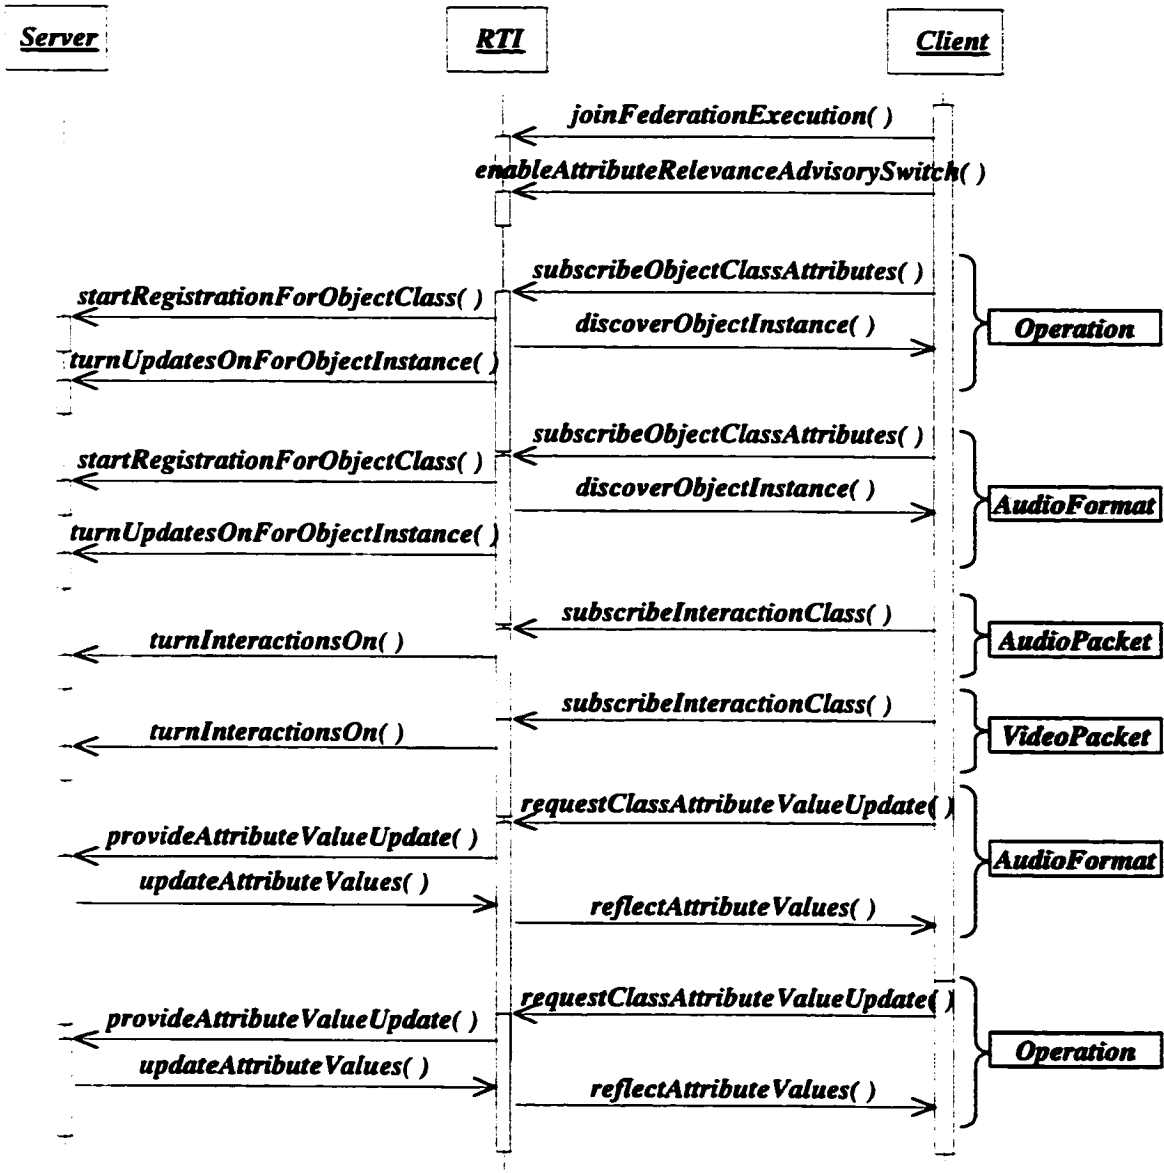 Server
RTI
Client
joinFederationExecution( )
enableAttributeRelevanceAdvisorySwitch( )
subscribeObjectClassAttributes( )
startRegistrationForObjectClass( )
discoverObjectInstance( )
Operation
turnUpdatesOnForObjectInstance( )
subscribeObjectClassAttributes( )
startRegistrationForObjectClass( )
discoverObjectInstance( )
AudioFormat
turnUpdatesOnForObjectInstance( )
subscribeInteractionClass( )
turnInteractionsOn( )
AudioPacket
subscribeInteractionClass( )
turnInteractionsOn( )
VideoPacket
requestClassAttributeValueUpdate( )
provideAttributeValueUpdate( )
AudioFormat
updateAttributeValues( )
reflectAttributeValues( )
requestClassAttributeValueUpdate( )
provideAttributeValueUpdate( )
Operation
updateAttributeValues( )
reflectAttributeValues( )